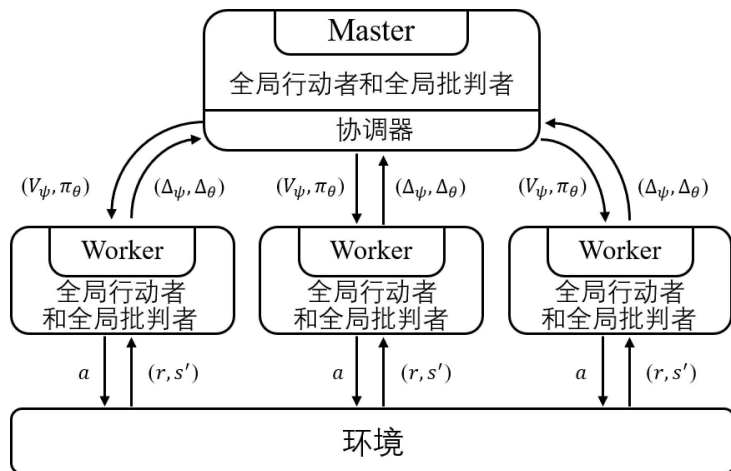 Master
全局行动者和全局批判者
协调器
(V_ψ, π_θ)
(Δ_ψ, Δ_θ)
(V_ψ, π_θ)
(Δ_ψ, Δ_θ)
(V_ψ, π_θ)
(Δ_ψ, Δ_θ)
Worker
全局行动者
和全局批判者
Worker
全局行动者
和全局批判者
Worker
全局行动者
和全局批判者
a
(r, s′)
a
(r, s′)
a
(r, s′)
环境